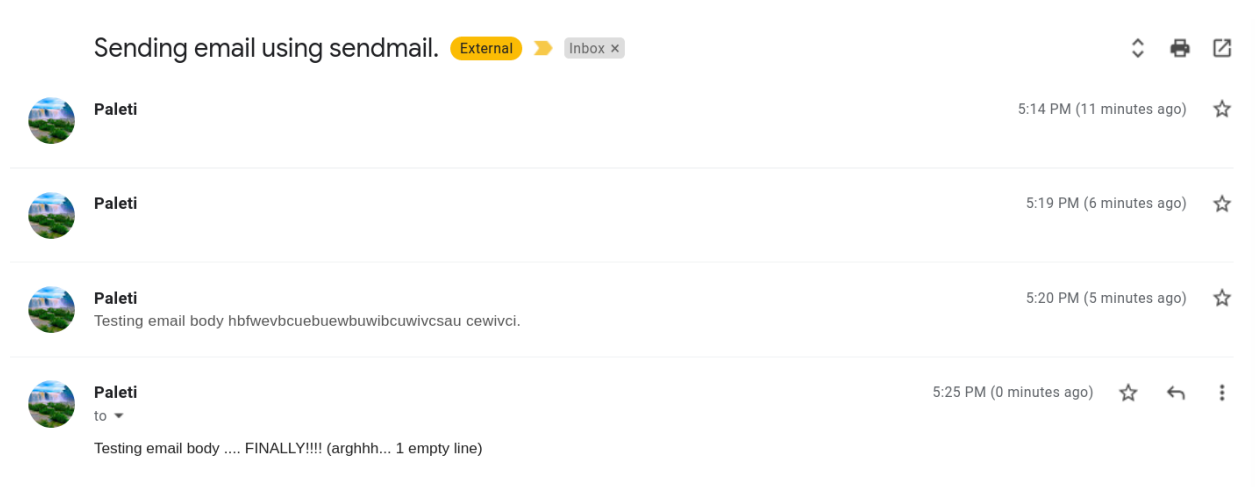 Sending email using sendmail. External Inbox ×
Paleti 5:14 PM (11 minutes ago)
Paleti 5:19 PM (6 minutes ago)
Paleti 5:20 PM (5 minutes ago)
Testing email body hbfwevbcuebuewbuwibcuwivcsau cewivci.
Paleti 5:25 PM (0 minutes ago)
to
Testing email body .... FINALLY!!!! (arghhh... 1 empty line)